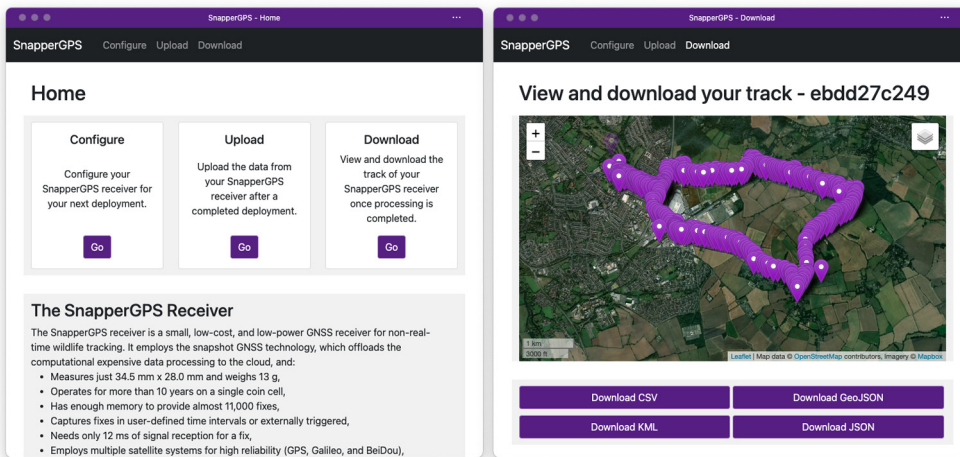 SnapperGPS - Home
SnapperGPS Configure Upload Download
Home
Configure
Configure your
SnapperGPS receiver for
your next deployment.
Go
Upload
Upload the data from
your SnapperGPS
receiver after a
completed deployment.
Go
Download
View and download the
track of your
SnapperGPS receiver
once processing is
completed.
Go
The SnapperGPS Receiver
The SnapperGPS receiver is a small, low-cost, and low-power GNSS receiver for non-real-
time wildlife tracking. It employs the snapshot GNSS technology, which offloads the
computational expensive data processing to the cloud, and:
• Measures just 34.5 mm x 28.0 mm and weighs 13 g,
• Operates for more than 10 years on a single coin cell,
• Has enough memory to provide almost 11,000 fixes,
• Captures fixes in user-defined time intervals or externally triggered,
• Needs only 12 ms of signal reception for a fix,
• Employs multiple satellite systems for high reliability (GPS, Galileo, and BeiDou),
SnapperGPS - Download
SnapperGPS Configure Upload Download
View and download your track - ebdd27c249
+
−
1 km
3000 ft
Leaflet | Map data © OpenStreetMap contributors, Imagery © Mapbox
Download CSV
Download GeoJSON
Download KML
Download JSON